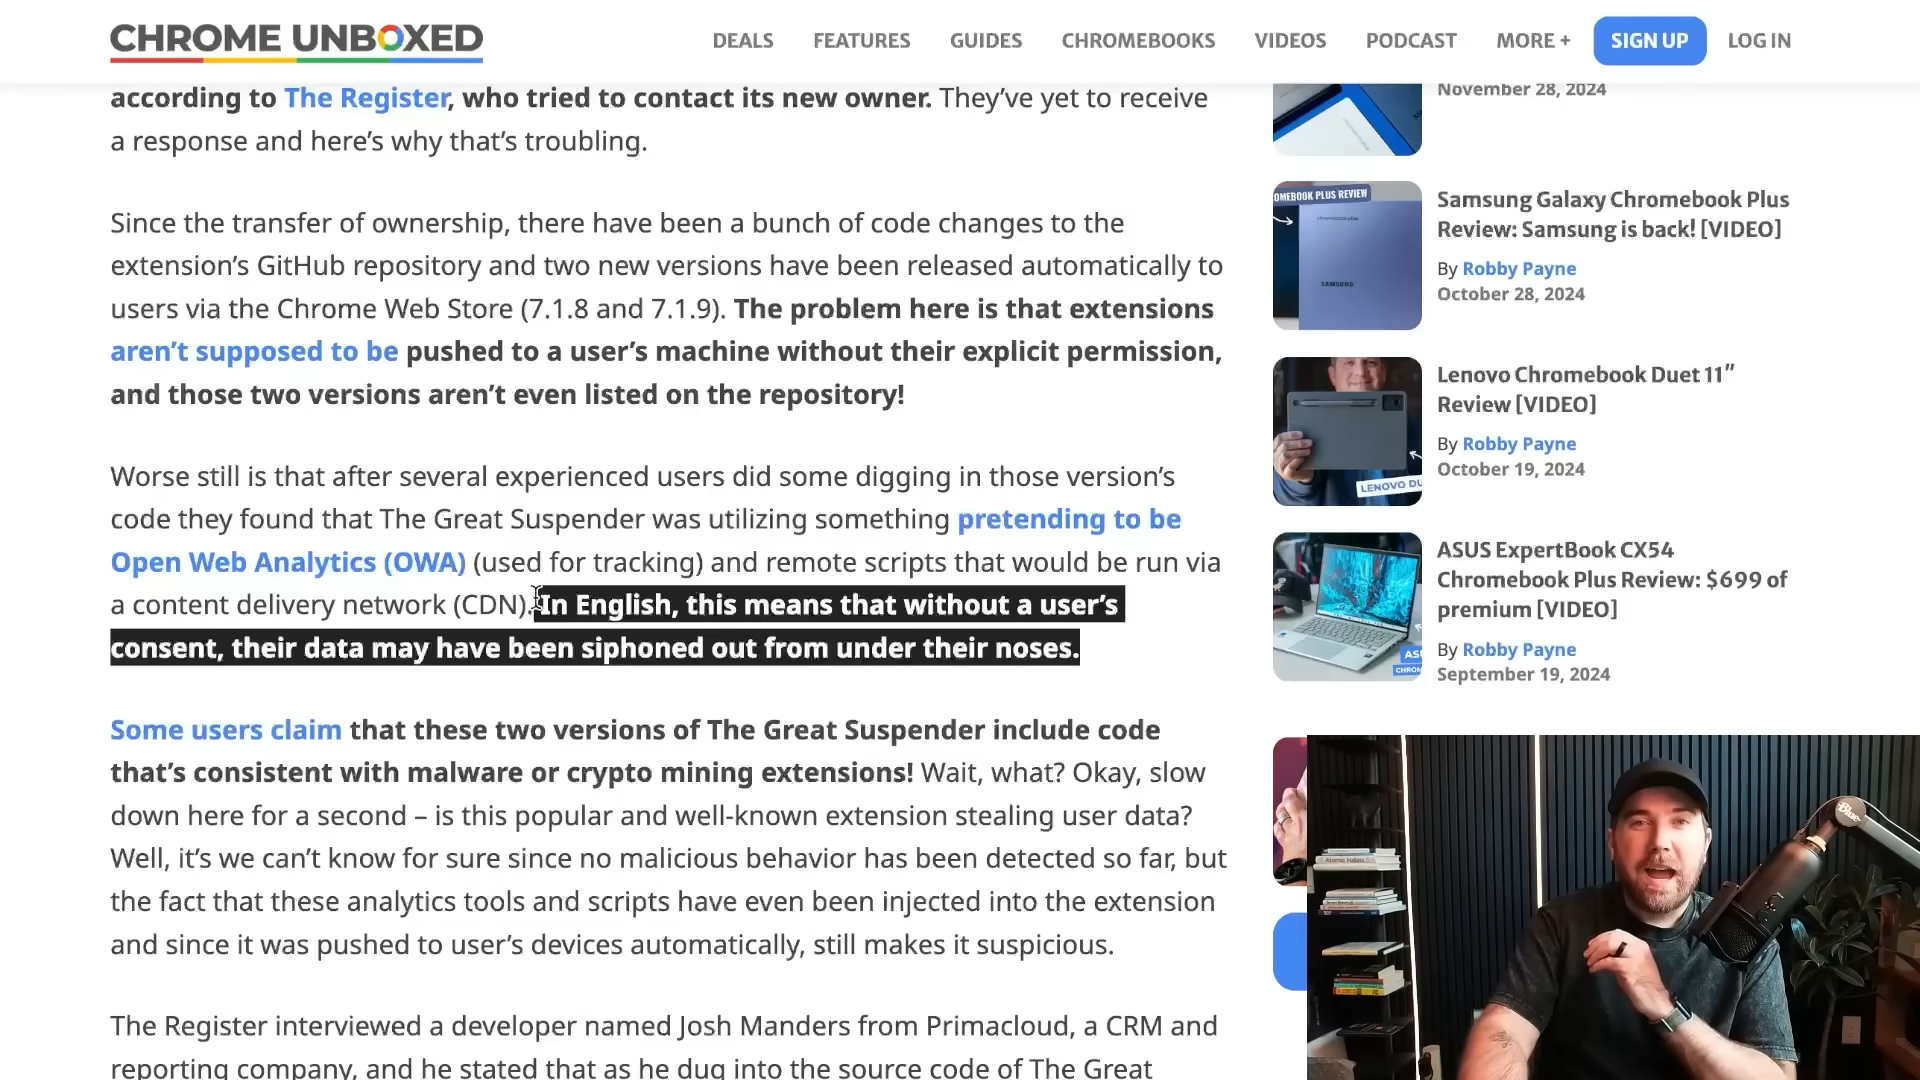 CHROME UNBOXED
DEALS FEATURES GUIDES CHROMEBOOKS VIDEOS PODCAST MORE + SIGN UP LOG IN
according to The Register, who tried to contact its new owner. They’ve yet to receive
a response and here’s why that’s troubling.
Since the transfer of ownership, there have been a bunch of code changes to the
extension’s GitHub repository and two new versions have been released automatically to
users via the Chrome Web Store (7.1.8 and 7.1.9). The problem here is that extensions
aren’t supposed to be pushed to a user’s machine without their explicit permission,
and those two versions aren’t even listed on the repository!
Worse still is that after several experienced users did some digging in those version’s
code they found that The Great Suspender was utilizing something pretending to be
Open Web Analytics (OWA) (used for tracking) and remote scripts that would be run via
a content delivery network (CDN). In English, this means that without a user’s
consent, their data may have been siphoned out from under their noses.
Some users claim that these two versions of The Great Suspender include code
that’s consistent with malware or crypto mining extensions! Wait, what? Okay, slow
down here for a second – is this popular and well-known extension stealing user data?
Well, it’s we can’t know for sure since no malicious behavior has been detected so far, but
the fact that these analytics tools and scripts have even been injected into the extension
and since it was pushed to user’s devices automatically, still makes it suspicious.
The Register interviewed a developer named Josh Manders from Primacloud, a CRM and
reporting company, and he stated that as he dug into the source code of The Great
November 28, 2024
OMEBOOK PLUS REVIEW
chromebook plus
SAMSUNG
Samsung Galaxy Chromebook Plus
Review: Samsung is back! [VIDEO]
By Robby Payne
October 28, 2024
LENOVO DU
Lenovo Chromebook Duet 11″
Review [VIDEO]
By Robby Payne
October 19, 2024
AS
CHROM
ASUS ExpertBook CX54
Chromebook Plus Review: $699 of
premium [VIDEO]
By Robby Payne
September 19, 2024
Atomic Habits
Blue